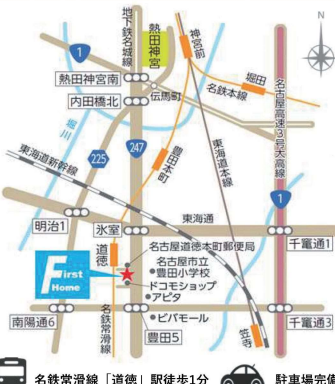 地下鉄名城線
熱田神宮
神宮前
N
1
熱田神宮南
内田橋北
伝馬町
堀田
名鉄本線
名古屋高速3号大高線
堀川
247
225
豊田本町
東海道本線
東海道新幹線
東海通
1
明治1
氷室
千竈通1
道徳
名古屋道徳本町郵便局
名古屋市立
豊田小学校
First
Home
ドコモショップ
アピタ
南陽通6
名鉄常滑線
ビバモール
豊田5
笠寺
千竈通3
名鉄常滑線「道徳」駅徒歩1分
駐車場完備